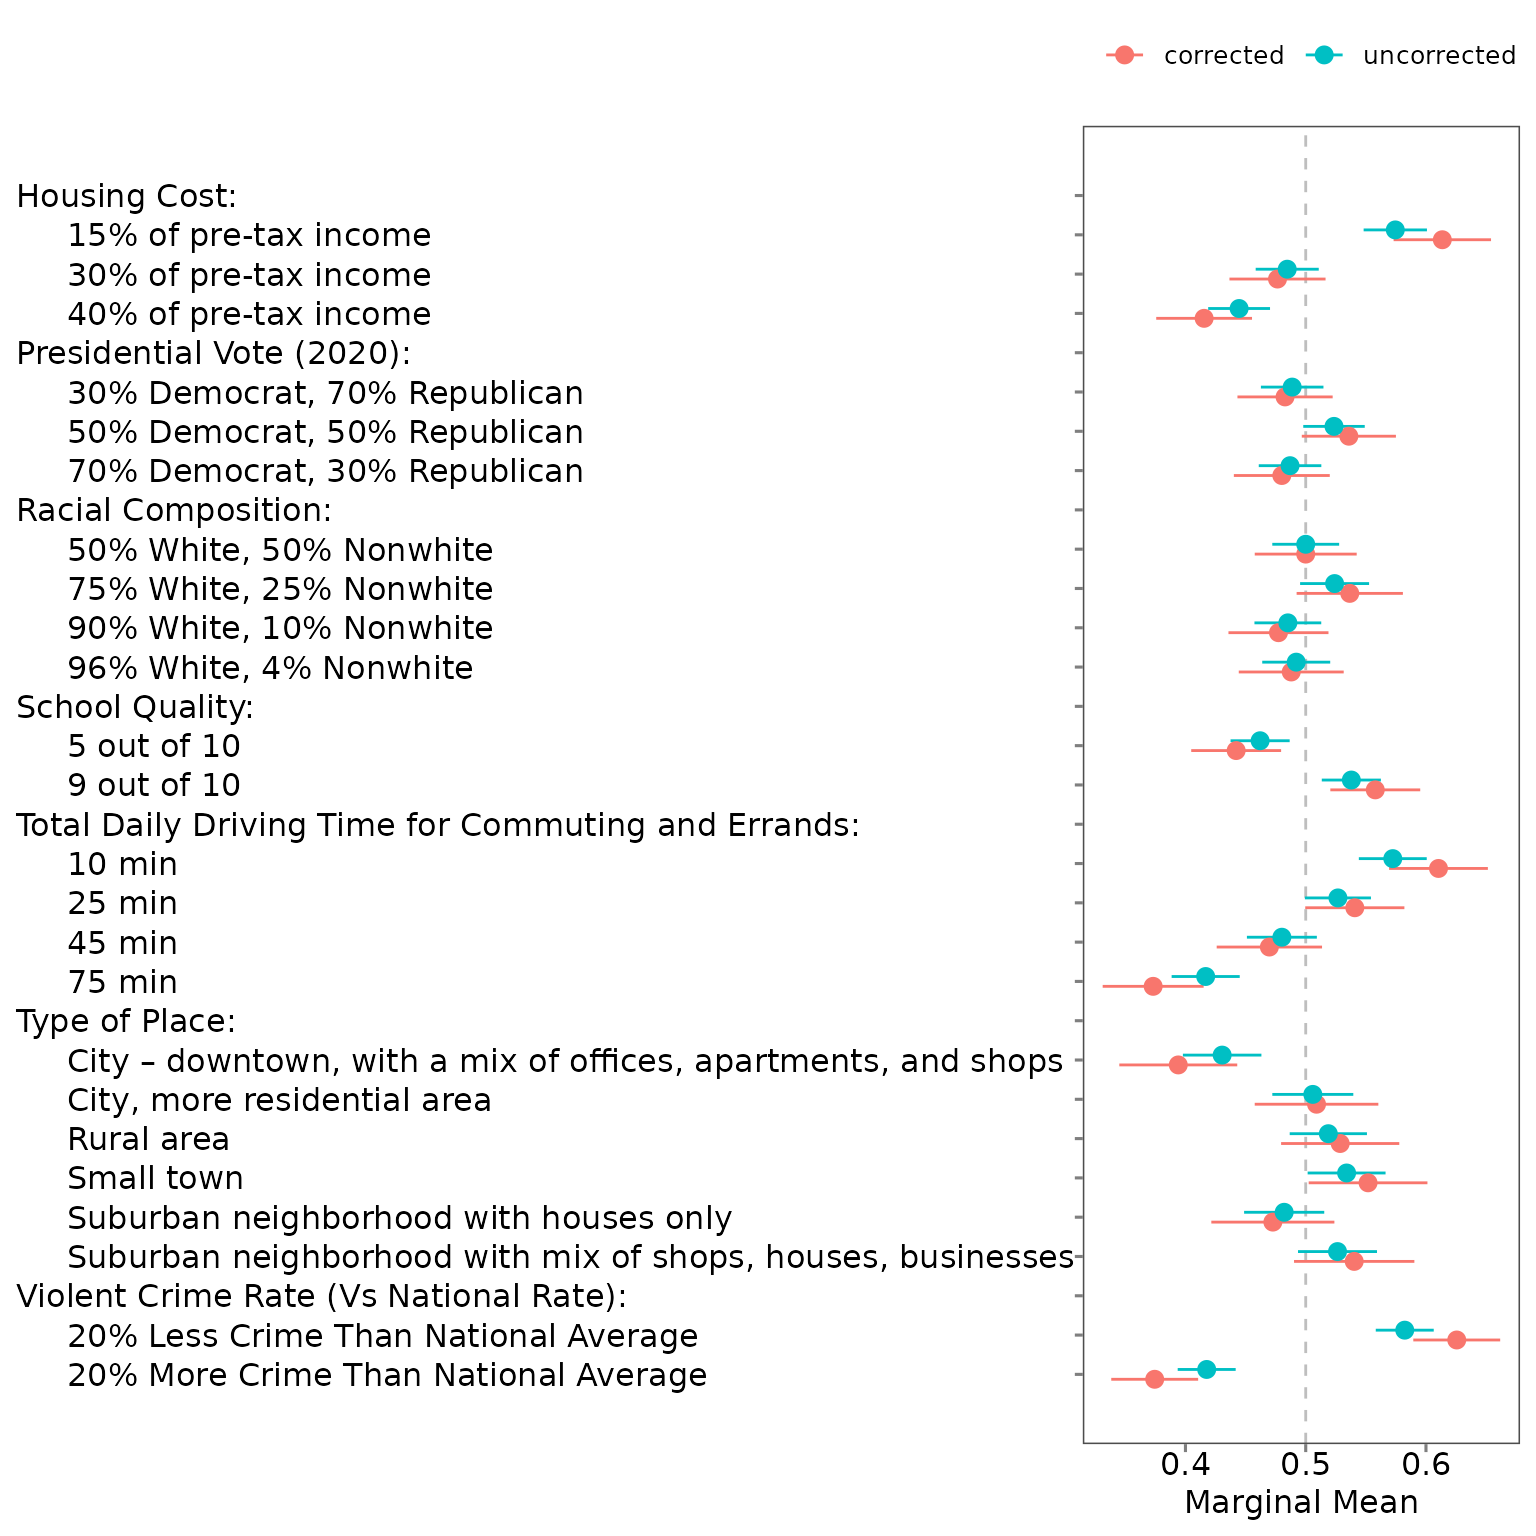 corrected uncorrected
Housing Cost:
15% of pre-tax income
30% of pre-tax income
40% of pre-tax income
Presidential Vote (2020):
30% Democrat, 70% Republican
50% Democrat, 50% Republican
70% Democrat, 30% Republican
Racial Composition:
50% White, 50% Nonwhite
75% White, 25% Nonwhite
90% White, 10% Nonwhite
96% White, 4% Nonwhite
School Quality:
5 out of 10
9 out of 10
Total Daily Driving Time for Commuting and Errands:
10 min
25 min
45 min
75 min
Type of Place:
City – downtown, with a mix of offices, apartments, and shops
City, more residential area
Rural area
Small town
Suburban neighborhood with houses only
Suburban neighborhood with mix of shops, houses, businesses
Violent Crime Rate (Vs National Rate):
20% Less Crime Than National Average
20% More Crime Than National Average
0.4 0.5 0.6
Marginal Mean